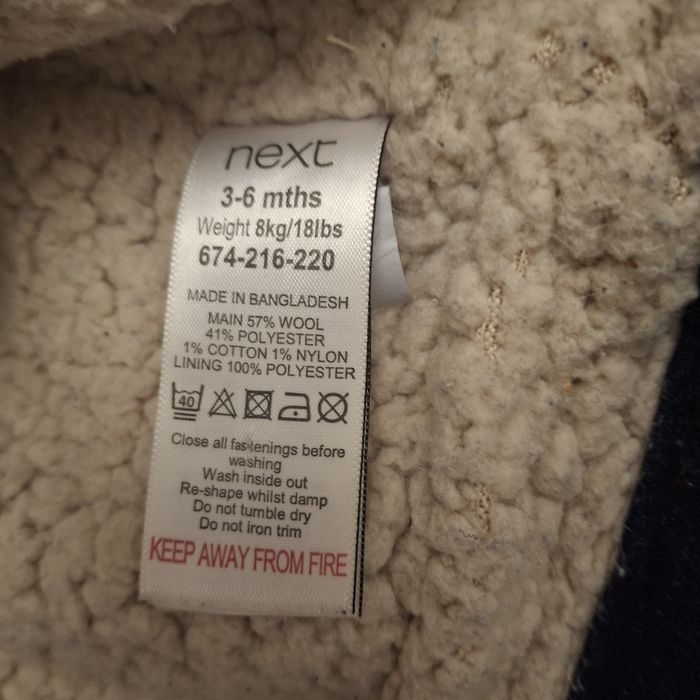 next
3-6 mths
Weight 8kg/18lbs
674-216-220
MADE IN BANGLADESH
MAIN 57% WOOL
41% POLYESTER
1% COTTON 1% NYLON
LINING 100% POLYESTER
40
Close all fastenings before
washing
Wash inside out
Re-shape whilst damp
Do not tumble dry
Do not iron trim
KEEP AWAY FROM FIRE